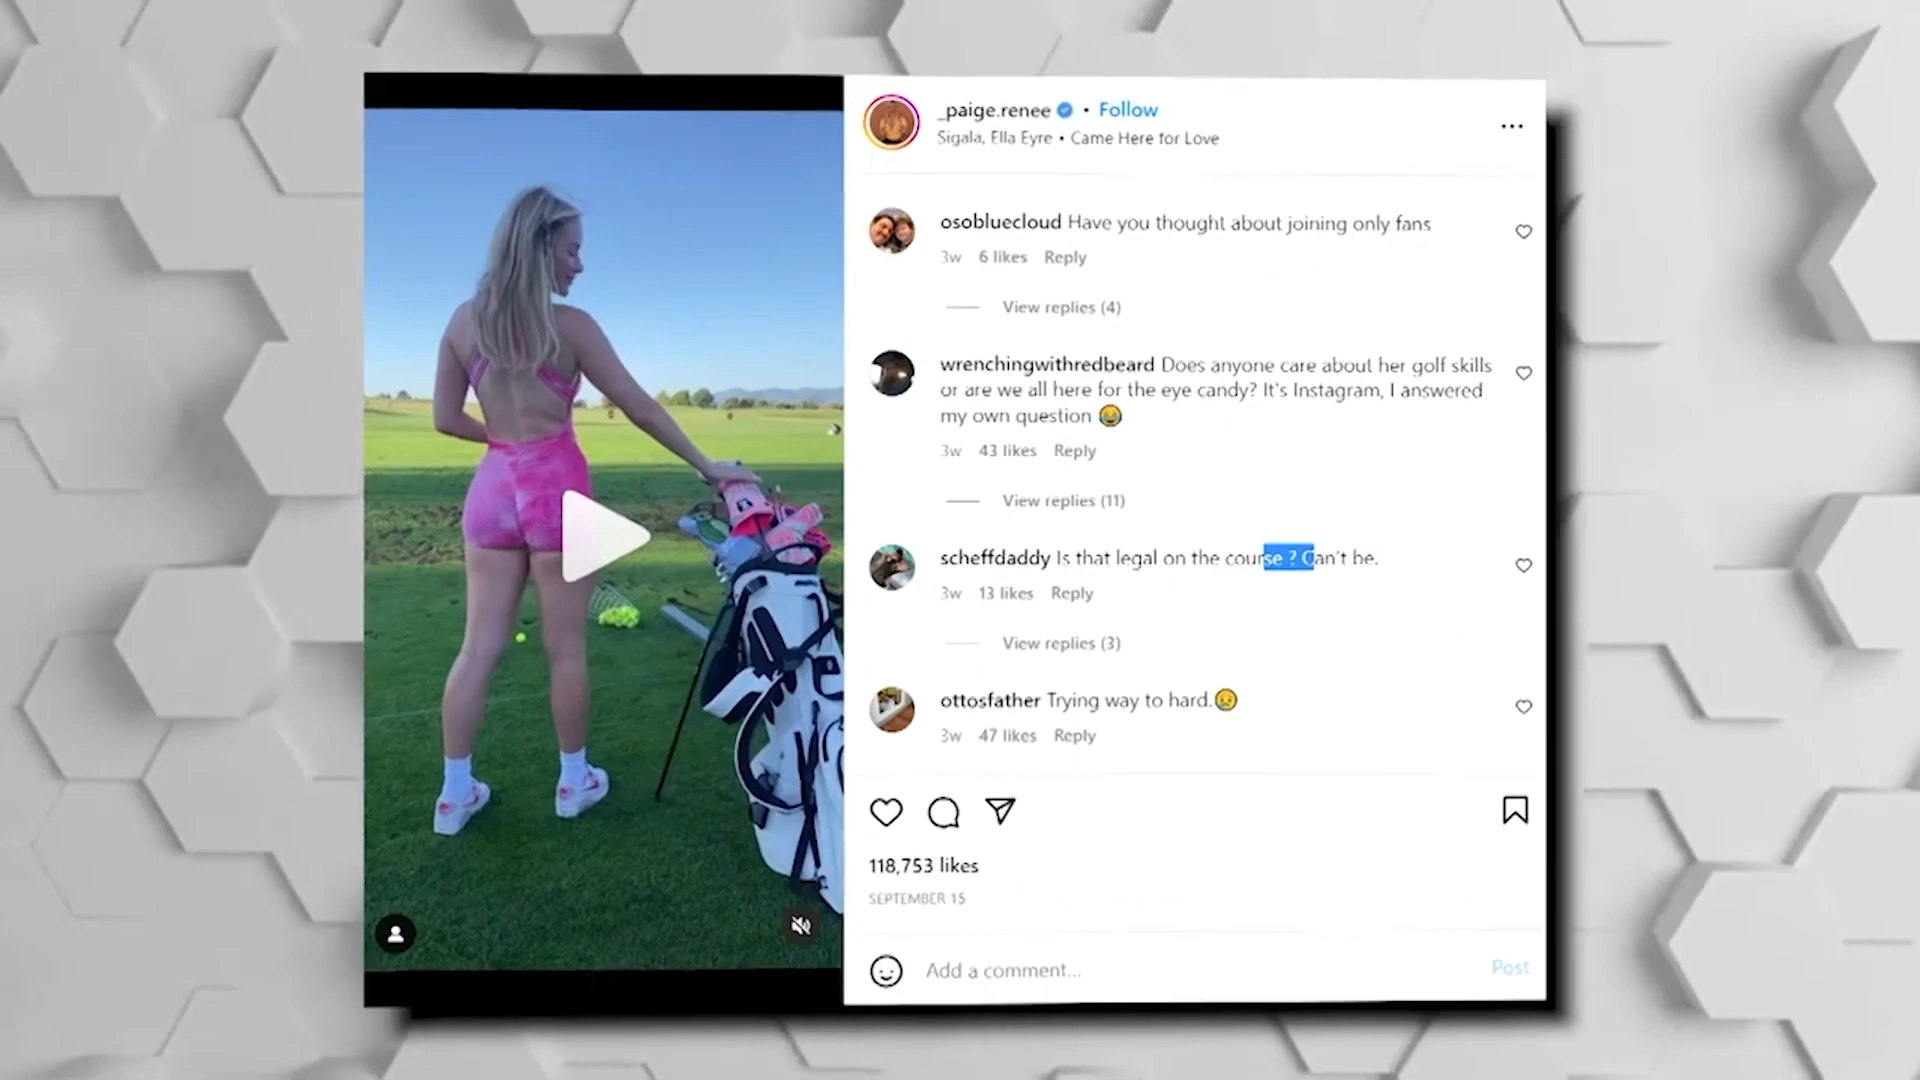 _paige.renee • Follow
Sigala, Ella Eyre • Came Here for Love
osobluecloud Have you thought about joining only fans
3w 6 likes Reply
View replies (4)
wrenchingwithredbeard Does anyone care about her golf skills
or are we all here for the eye candy? It's Instagram, I answered
my own question 😂
3w 43 likes Reply
View replies (11)
scheffdaddy Is that legal on the course ? Can't be.
3w 13 likes Reply
View replies (3)
ottosfather Trying way to hard.😢
3w 47 likes Reply
118,753 likes
SEPTEMBER 15
Add a comment...
Post